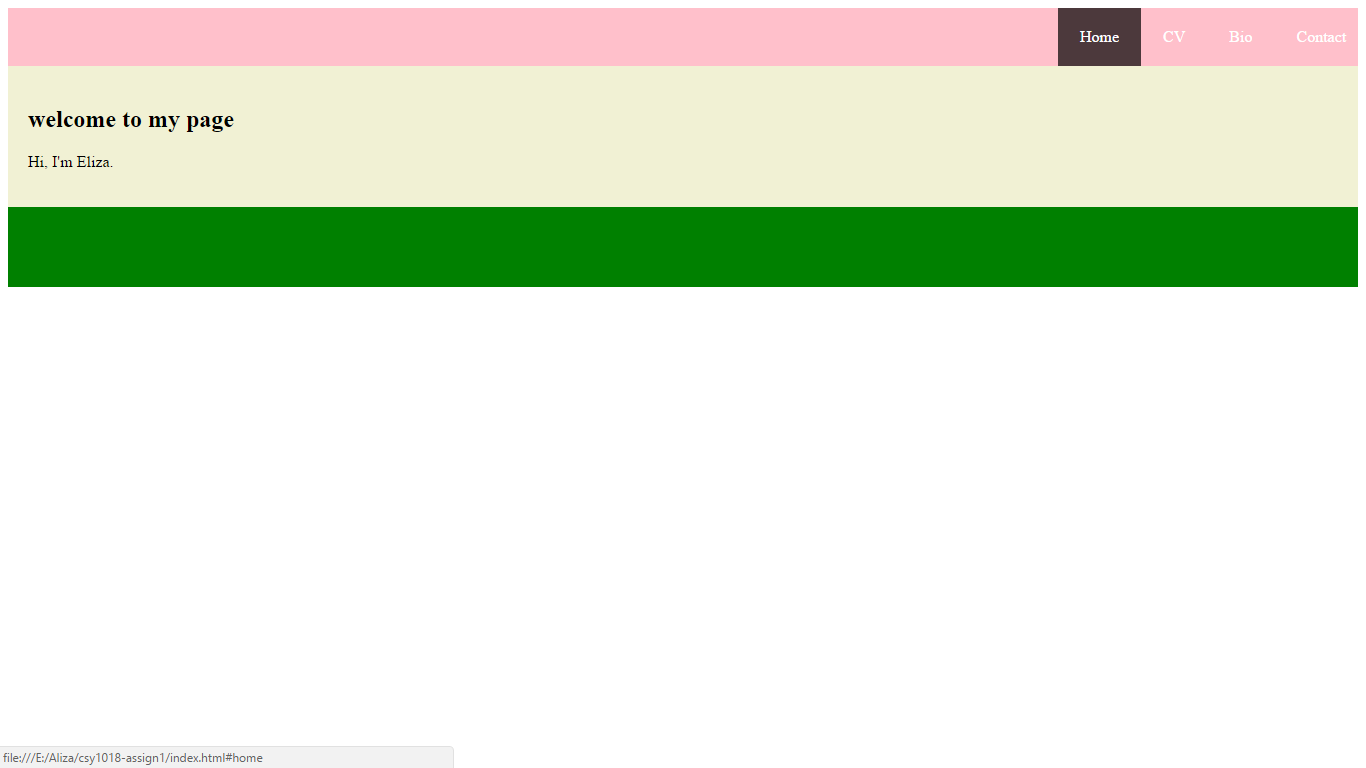 Home CV Bio Contact
welcome to my page
Hi, I'm Eliza.
file:///E:/Aliza/csy1018-assign1/index.html#home